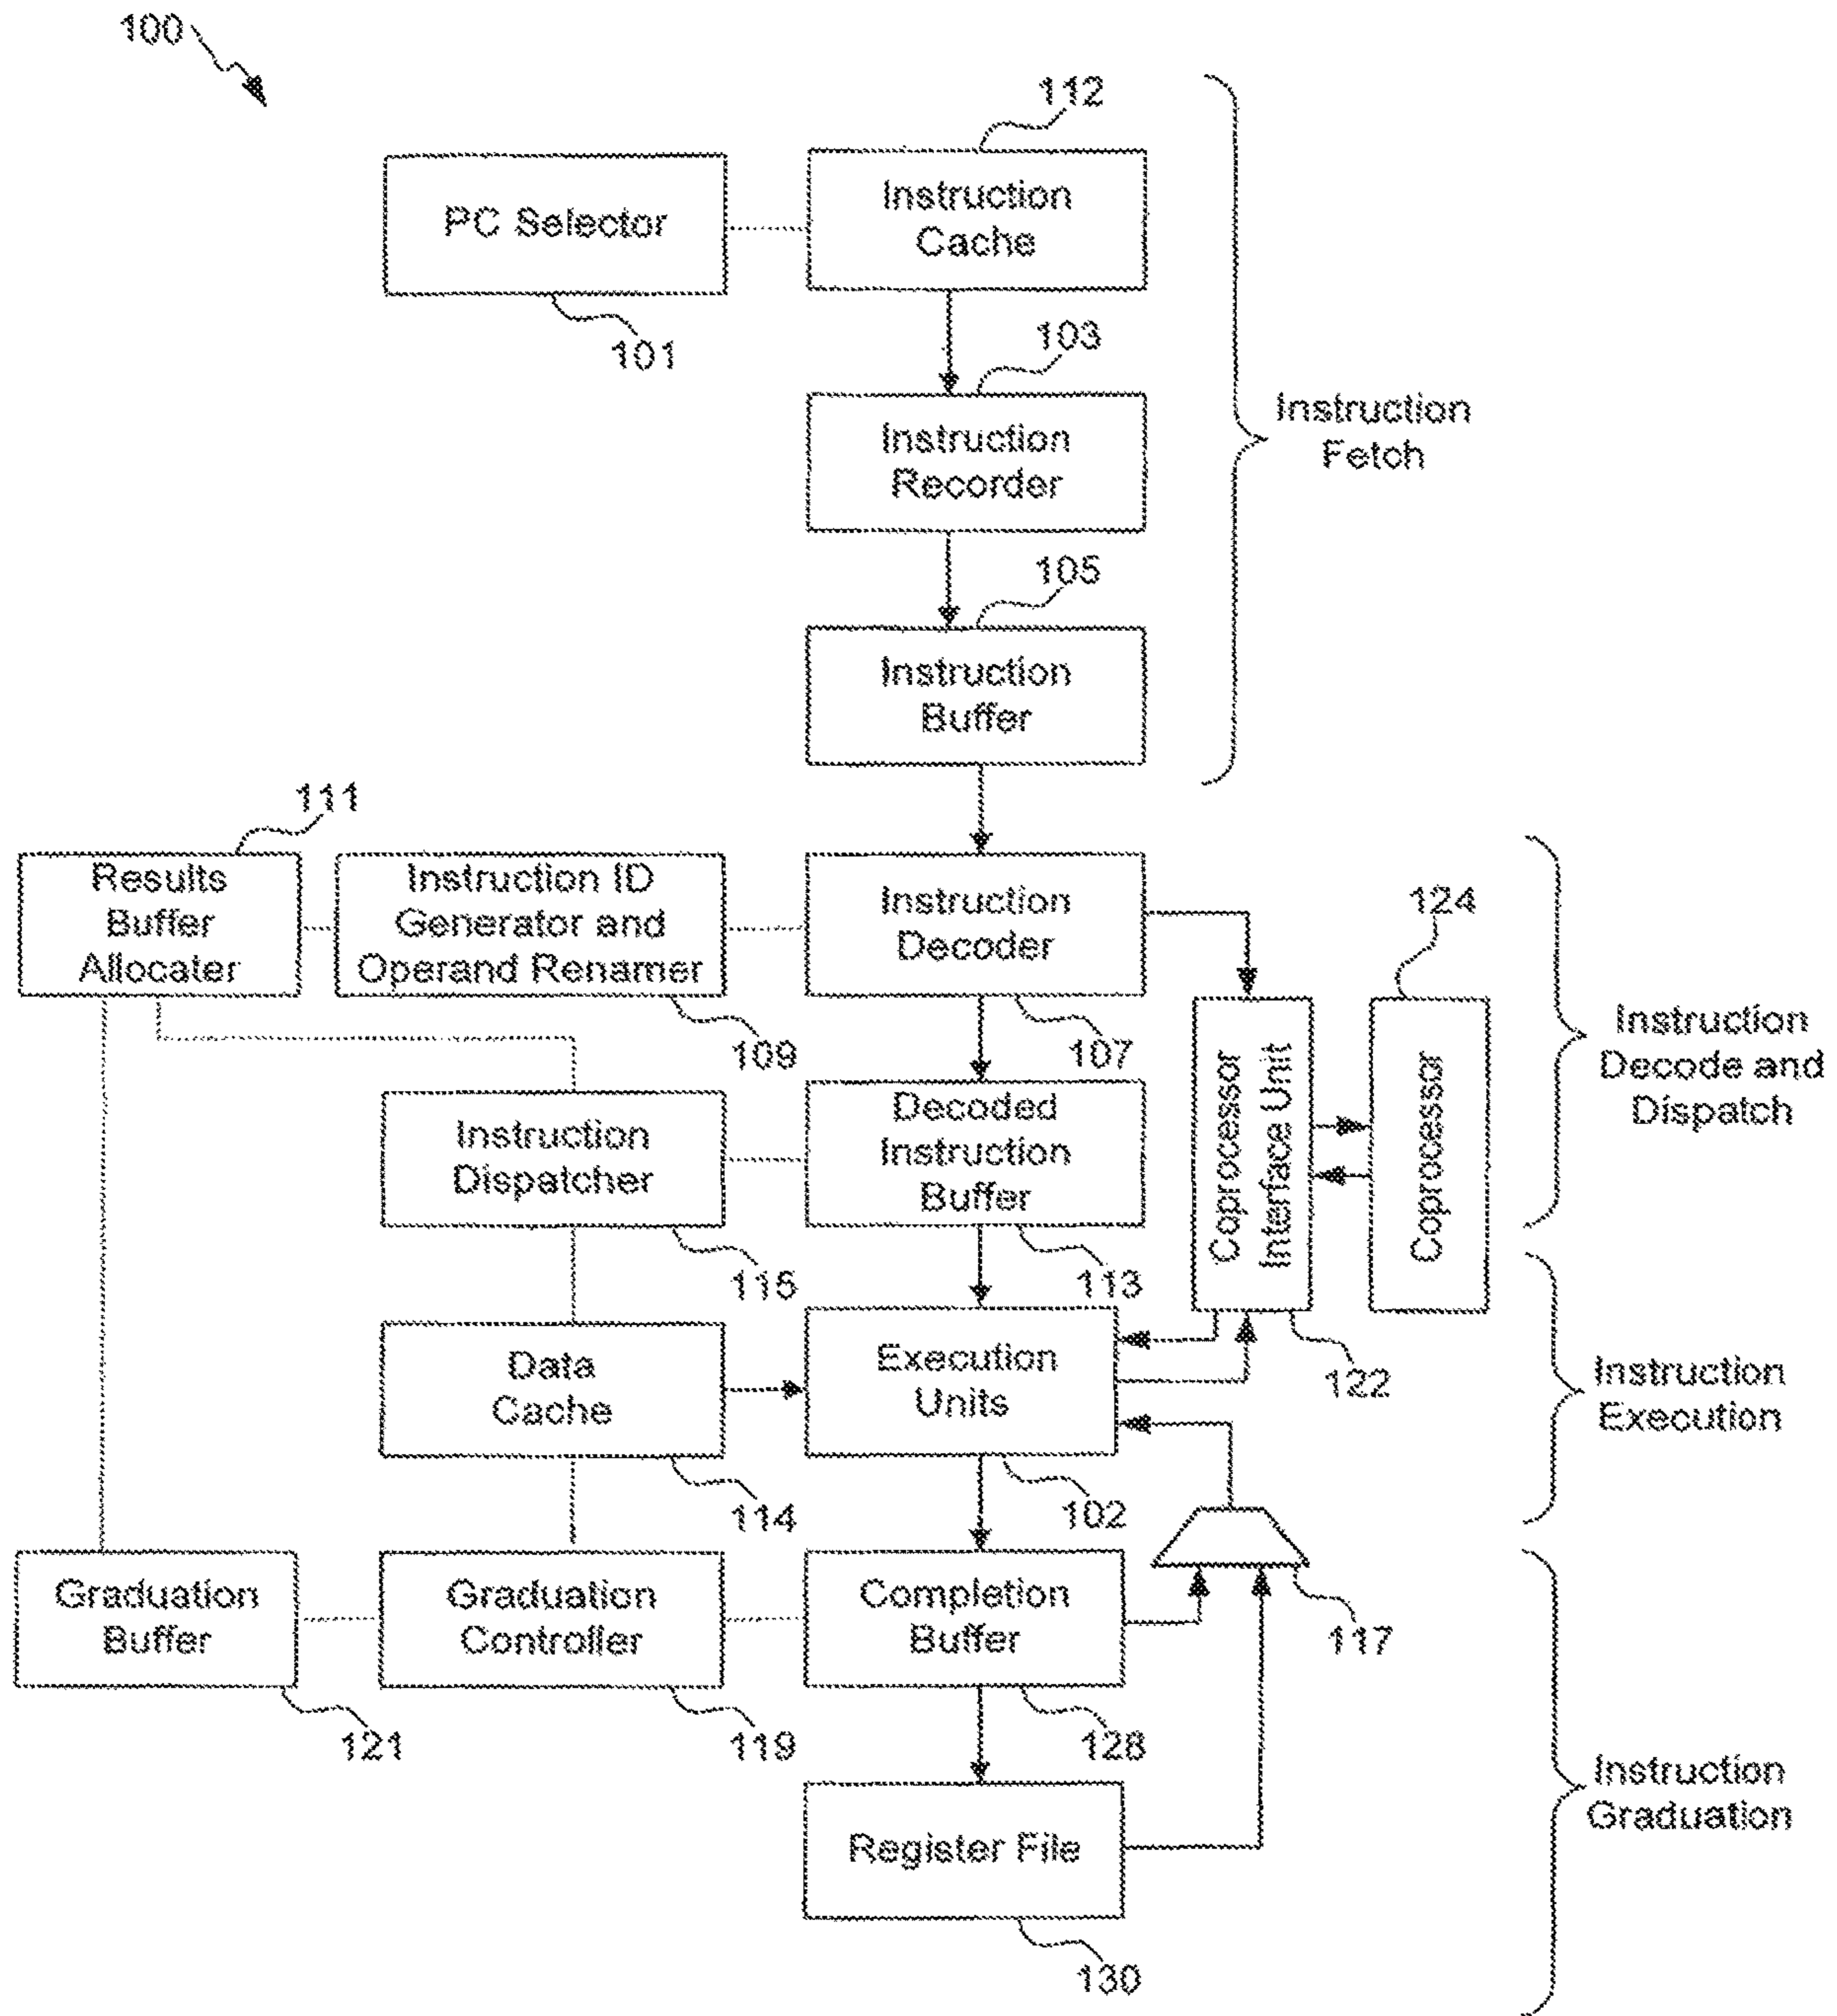 100
112
PC Selector
Instruction
Cache
101
103
Instruction
Recorder
Instruction
Fetch
105
Instruction
Buffer
111
Results
Buffer
Allocater
Instruction ID
Generator and
Operand Renamer
Instruction
Decoder
124
109
107
Instruction
Decode and
Dispatch
Instruction
Dispatcher
Decoded
Instruction
Buffer
Coprocessor
Interface Unit
Coprocessor
115
113
Data
Cache
Execution
Units
122
Instruction
Execution
114
102
Graduation
Buffer
Graduation
Controller
Completion
Buffer
117
121
119
128
Instruction
Graduation
Register File
130